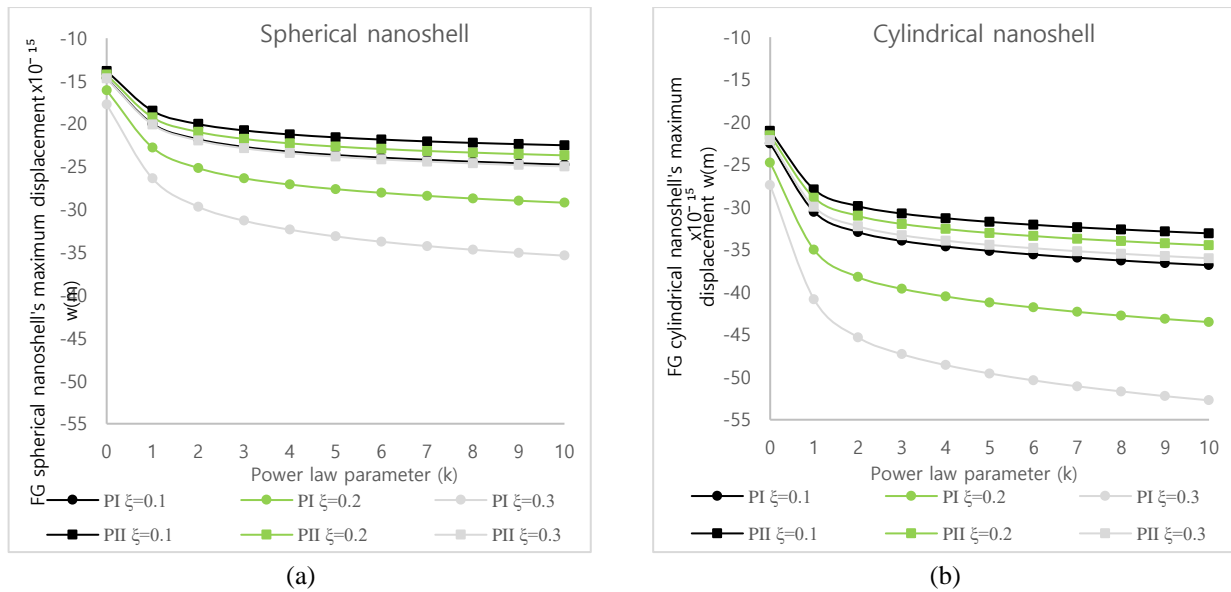 Spherical nanoshell
FG spherical nanoshell's maximum displacement x10⁻¹⁵
w(m)
-10
-15
-20
-25
-30
-35
-40
-45
-50
-55
0 1 2 3 4 5 6 7 8 9 10
Power law parameter (k)
PI ξ=0.1 PI ξ=0.2 PI ξ=0.3
PII ξ=0.1 PII ξ=0.2 PII ξ=0.3
(a)
Cylindrical nanoshell
FG cylindrical nanoshell's maximum
x10⁻¹⁵
displacement w(m)
-10
-15
-20
-25
-30
-35
-40
-45
-50
-55
0 1 2 3 4 5 6 7 8 9 10
Power law parameter (k)
PI ξ=0.1 PI ξ=0.2 PI ξ=0.3
PII ξ=0.1 PII ξ=0.2 PII ξ=0.3
(b)